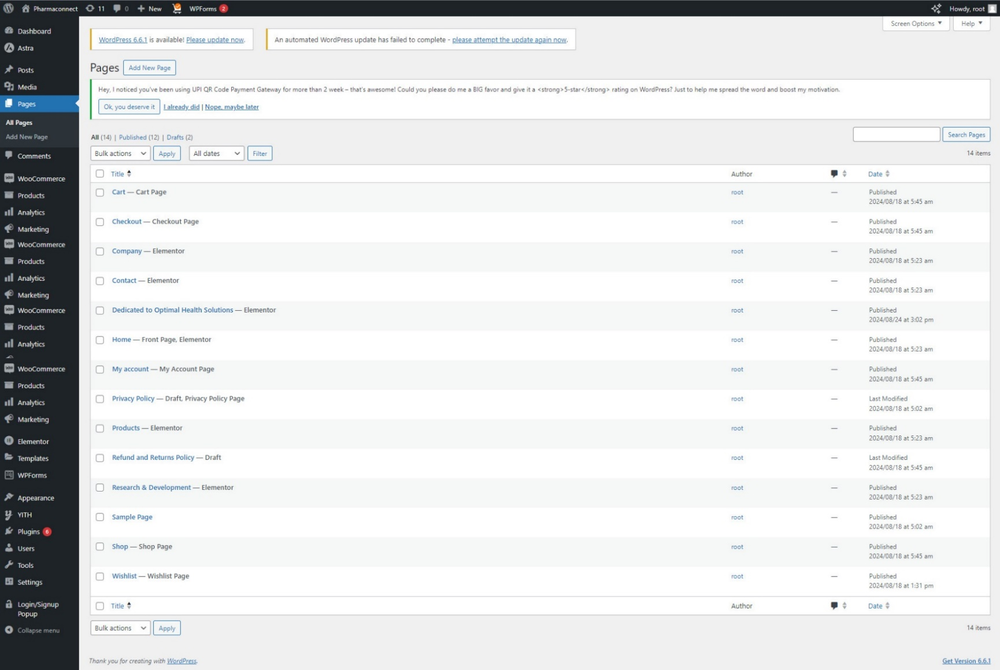 Pharmaconnect 11 0 + New WPForms 2 Howdy, root
Screen Options Help
Dashboard
Astra
Posts
Media
Pages
All Pages
Add New Page
Comments
WooCommerce
Products
Analytics
Marketing
WooCommerce
Products
Analytics
Marketing
WooCommerce
Products
Analytics
WooCommerce
Products
Analytics
Marketing
Elementor
Templates
WPForms
Appearance
YITH
Plugins 6
Users
Tools
Settings
Login/Signup
Popup
Collapse menu
WordPress 6.6.1 is available! Please update now.
An automated WordPress update has failed to complete - please attempt the update again now.
Pages Add New Page
Hey, I noticed you've been using UPI QR Code Payment Gateway for more than 2 week – that's awesome! Could you please do me a BIG favor and give it a <strong>5-star</strong> rating on WordPress? Just to help me spread the word and boost my motivation.
Ok, you deserve it I already did | Nope, maybe later
All (14) | Published (12) | Drafts (2)
Search Pages
Bulk actions Apply All dates Filter
14 items
Title Author Date
Cart — Cart Page root — Published
2024/08/18 at 5:45 am
Checkout — Checkout Page root — Published
2024/08/18 at 5:45 am
Company — Elementor root — Published
2024/08/18 at 5:23 am
Contact — Elementor root — Published
2024/08/18 at 5:23 am
Dedicated to Optimal Health Solutions — Elementor root — Published
2024/08/24 at 3:02 pm
Home — Front Page, Elementor root — Published
2024/08/18 at 5:23 am
My account — My Account Page root — Published
2024/08/18 at 5:45 am
Privacy Policy — Draft, Privacy Policy Page root — Last Modified
2024/08/18 at 5:02 am
Products — Elementor root — Published
2024/08/18 at 5:23 am
Refund and Returns Policy — Draft root — Last Modified
2024/08/18 at 5:45 am
Research & Development — Elementor root — Published
2024/08/18 at 5:23 am
Sample Page root — Published
2024/08/18 at 5:02 am
Shop — Shop Page root — Published
2024/08/18 at 5:45 am
Wishlist — Wishlist Page root — Published
2024/08/18 at 1:31 pm
Title Author Date
Bulk actions Apply
14 items
Thank you for creating with WordPress.
Get Version 6.6.1